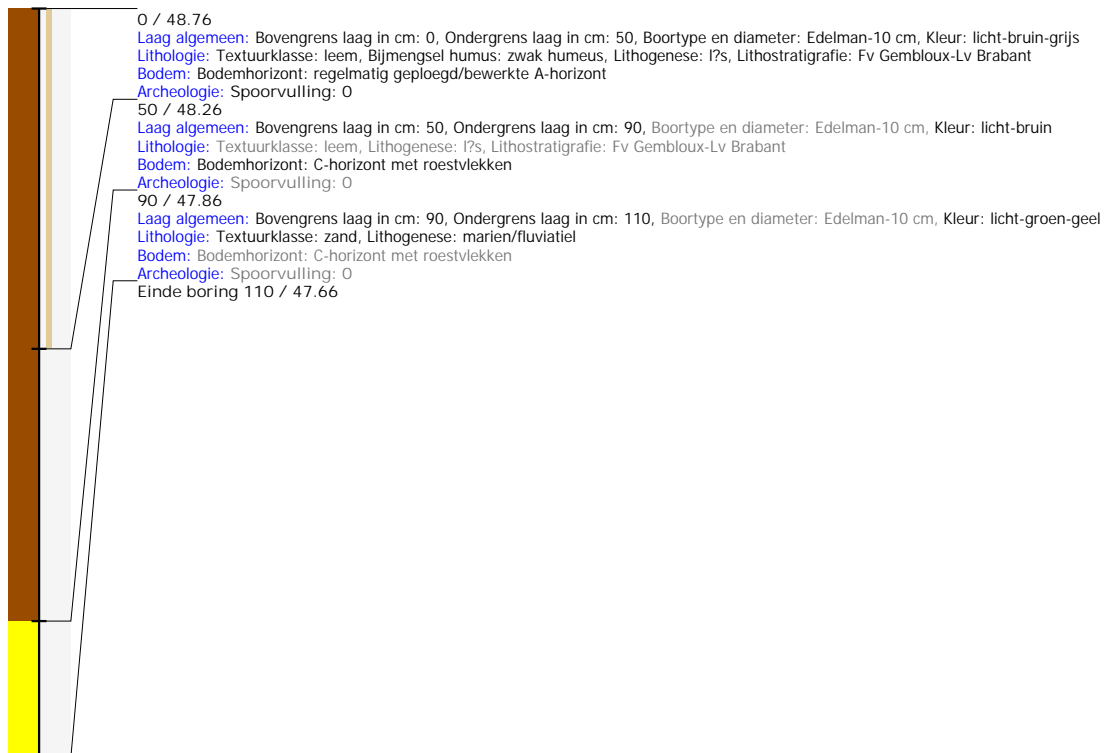 0 / 48.76
Laag algemeen: Bovengrens laag in cm: 0, Ondergrens laag in cm: 50, Boortype en diameter: Edelman-10 cm, Kleur: licht-bruin-grijs
Lithologie: Textuurklasse: leem, Bijmengsel humus: zwak humeus, Lithogenese: l?s, Lithostratigrafie: Fv Gembloux-Lv Brabant
Bodem: Bodemhorizont: regelmatig geploegd/bewerkte A-horizont
Archeologie: Spoorvulling: 0
50 / 48.26
Laag algemeen: Bovengrens laag in cm: 50, Ondergrens laag in cm: 90, Boortype en diameter: Edelman-10 cm, Kleur: licht-bruin
Lithologie: Textuurklasse: leem, Lithogenese: l?s, Lithostratigrafie: Fv Gembloux-Lv Brabant
Bodem: Bodemhorizont: C-horizont met roestvlekken
Archeologie: Spoorvulling: 0
90 / 47.86
Laag algemeen: Bovengrens laag in cm: 90, Ondergrens laag in cm: 110, Boortype en diameter: Edelman-10 cm, Kleur: licht-groen-geel
Lithologie: Textuurklasse: zand, Lithogenese: marien/fluviatiel
Bodem: Bodemhorizont: C-horizont met roestvlekken
Archeologie: Spoorvulling: 0
Einde boring 110 / 47.66